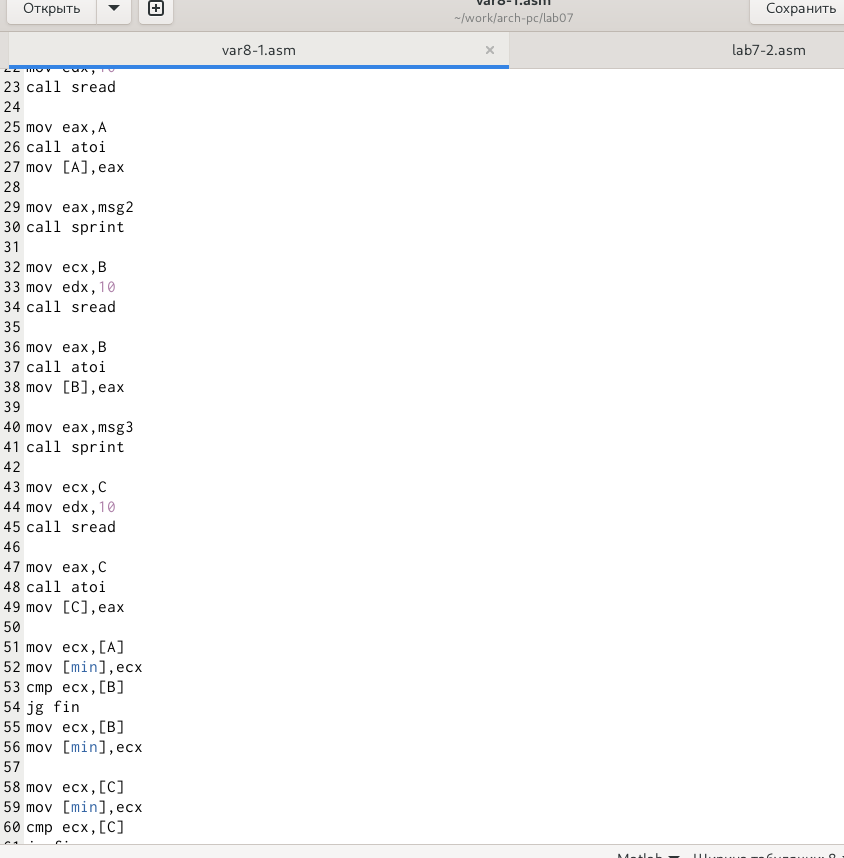 Открыть
var8-1.asm
~/work/arch-pc/lab07
Сохранить
var8-1.asm ×
lab7-2.asm
22 mov edx,10
23 call sread
24
25 mov eax,A
26 call atoi
27 mov [A],eax
28
29 mov eax,msg2
30 call sprint
31
32 mov ecx,B
33 mov edx,10
34 call sread
35
36 mov eax,B
37 call atoi
38 mov [B],eax
39
40 mov eax,msg3
41 call sprint
42
43 mov ecx,C
44 mov edx,10
45 call sread
46
47 mov eax,C
48 call atoi
49 mov [C],eax
50
51 mov ecx,[A]
52 mov [min],ecx
53 cmp ecx,[B]
54 jg fin
55 mov ecx,[B]
56 mov [min],ecx
57
58 mov ecx,[C]
59 mov [min],ecx
60 cmp ecx,[C]
Matlab Ширина табуляции: 8